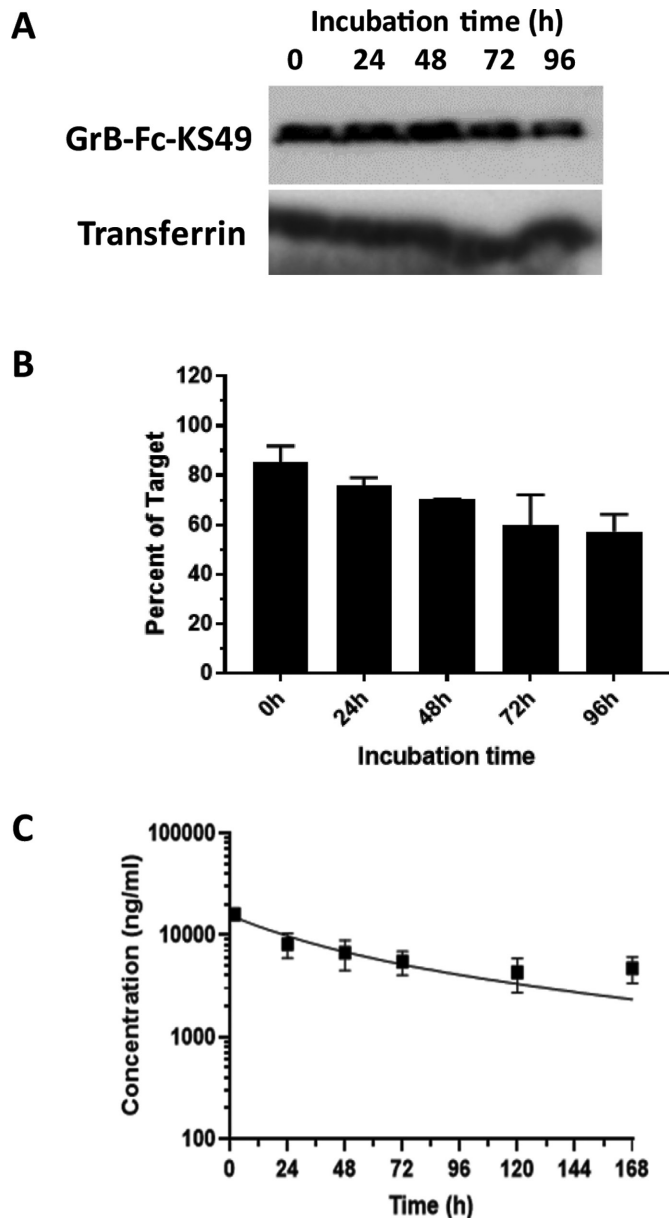 A
Incubation time (h)
0 24 48 72 96
GrB-Fc-KS49
Transferrin
B
Percent of Target
120
100
80
60
40
20
0
0h 24h 48h 72h 96h
Incubation time
C
Concentration (ng/ml)
100000
10000
1000
100
0 24 48 72 96 120 144 168
Time (h)